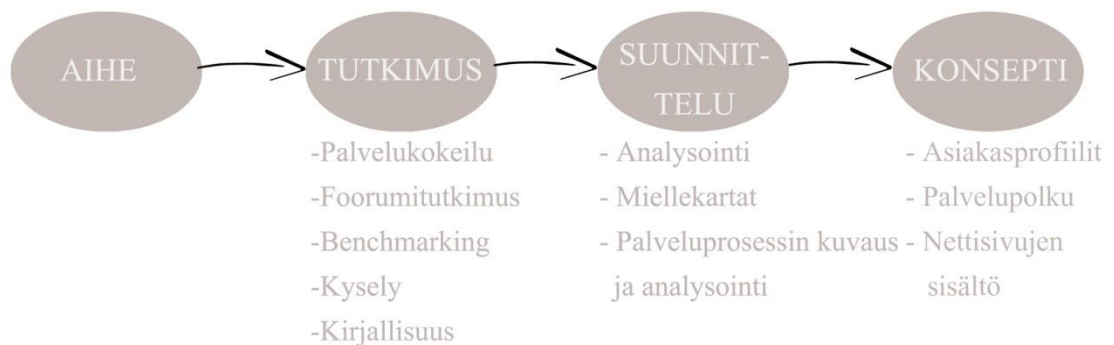 AIHE
TUTKIMUS
-Palvelukokeilu
-Foorumitutkimus
-Benchmarking
-Kysely
-Kirjallisuus
SUUNNIT-
TELU
- Analysointi
- Miellekartat
- Palveluprosessin kuvaus
ja analysointi
KONSEPTI
- Asiakasprofiilit
- Palvelupolku
- Nettisivujen
sisältö